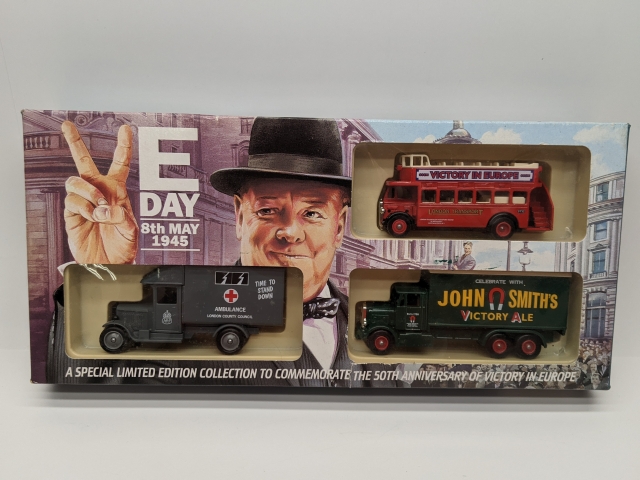 E
DAY
8th MAY
1945
VICTORY IN EUROPE
TIME TO
STAND
DOWN
AMBULANCE
LONDON COUNTY COUNCIL
CELEBRATE WITH
JOHN SMITH'S
VICTORY ALE
A SPECIAL LIMITED EDITION COLLECTION TO COMMEMORATE THE 50TH ANNIVERSARY OF VICTORY IN EUROPE